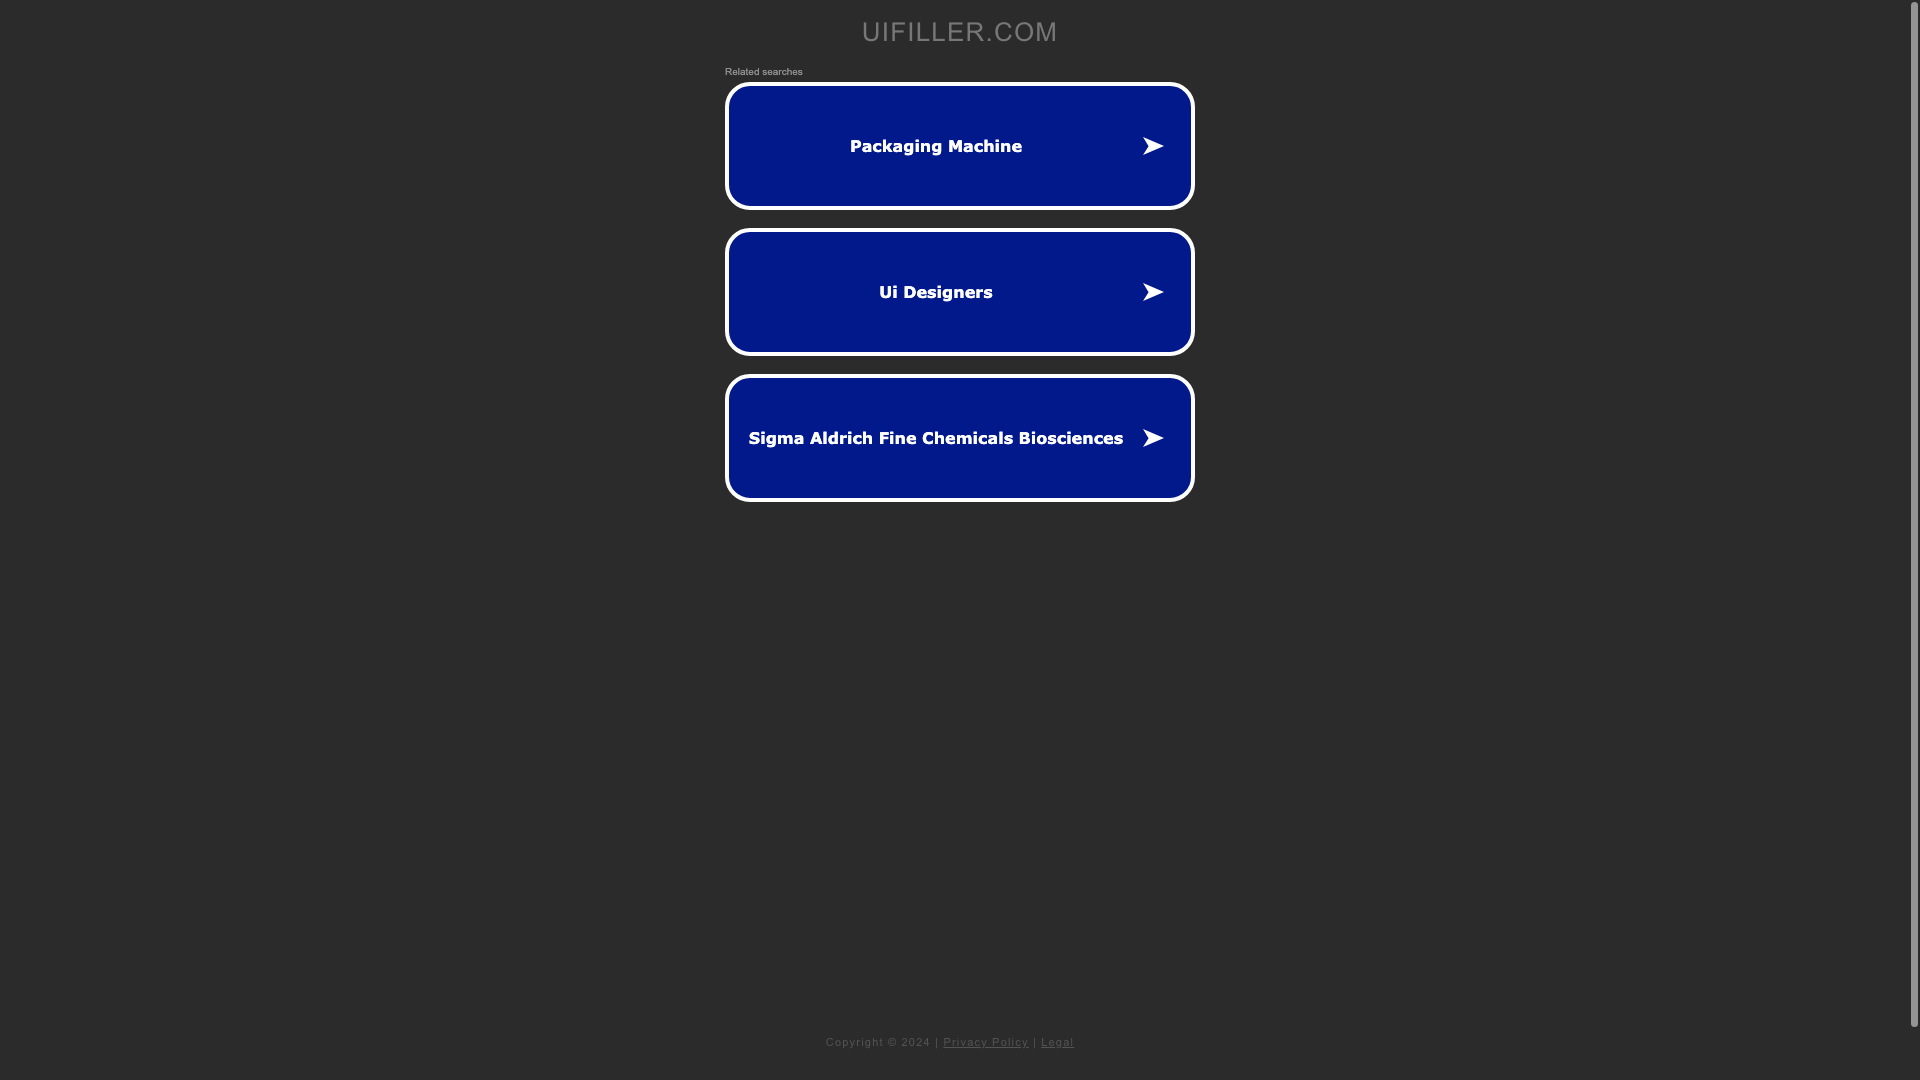 UIFILLER.COM
Related searches
Packaging Machine
Ui Designers
Sigma Aldrich Fine Chemicals Biosciences
Copyright © 2024 | Privacy Policy | Legal